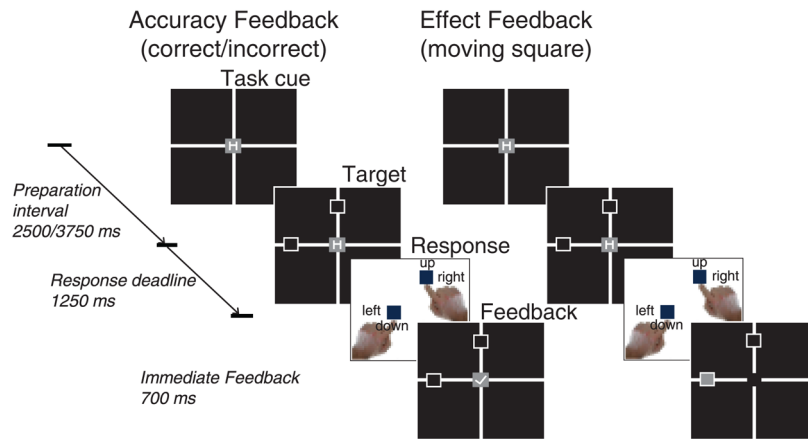 Accuracy Feedback
(correct/incorrect)
Effect Feedback
(moving square)
Task cue
H
H
Target
Preparation
interval
2500/3750 ms
H
H
Response
Response deadline
1250 ms
up
right
left
down
up
right
left
down
Feedback
Immediate Feedback
700 ms